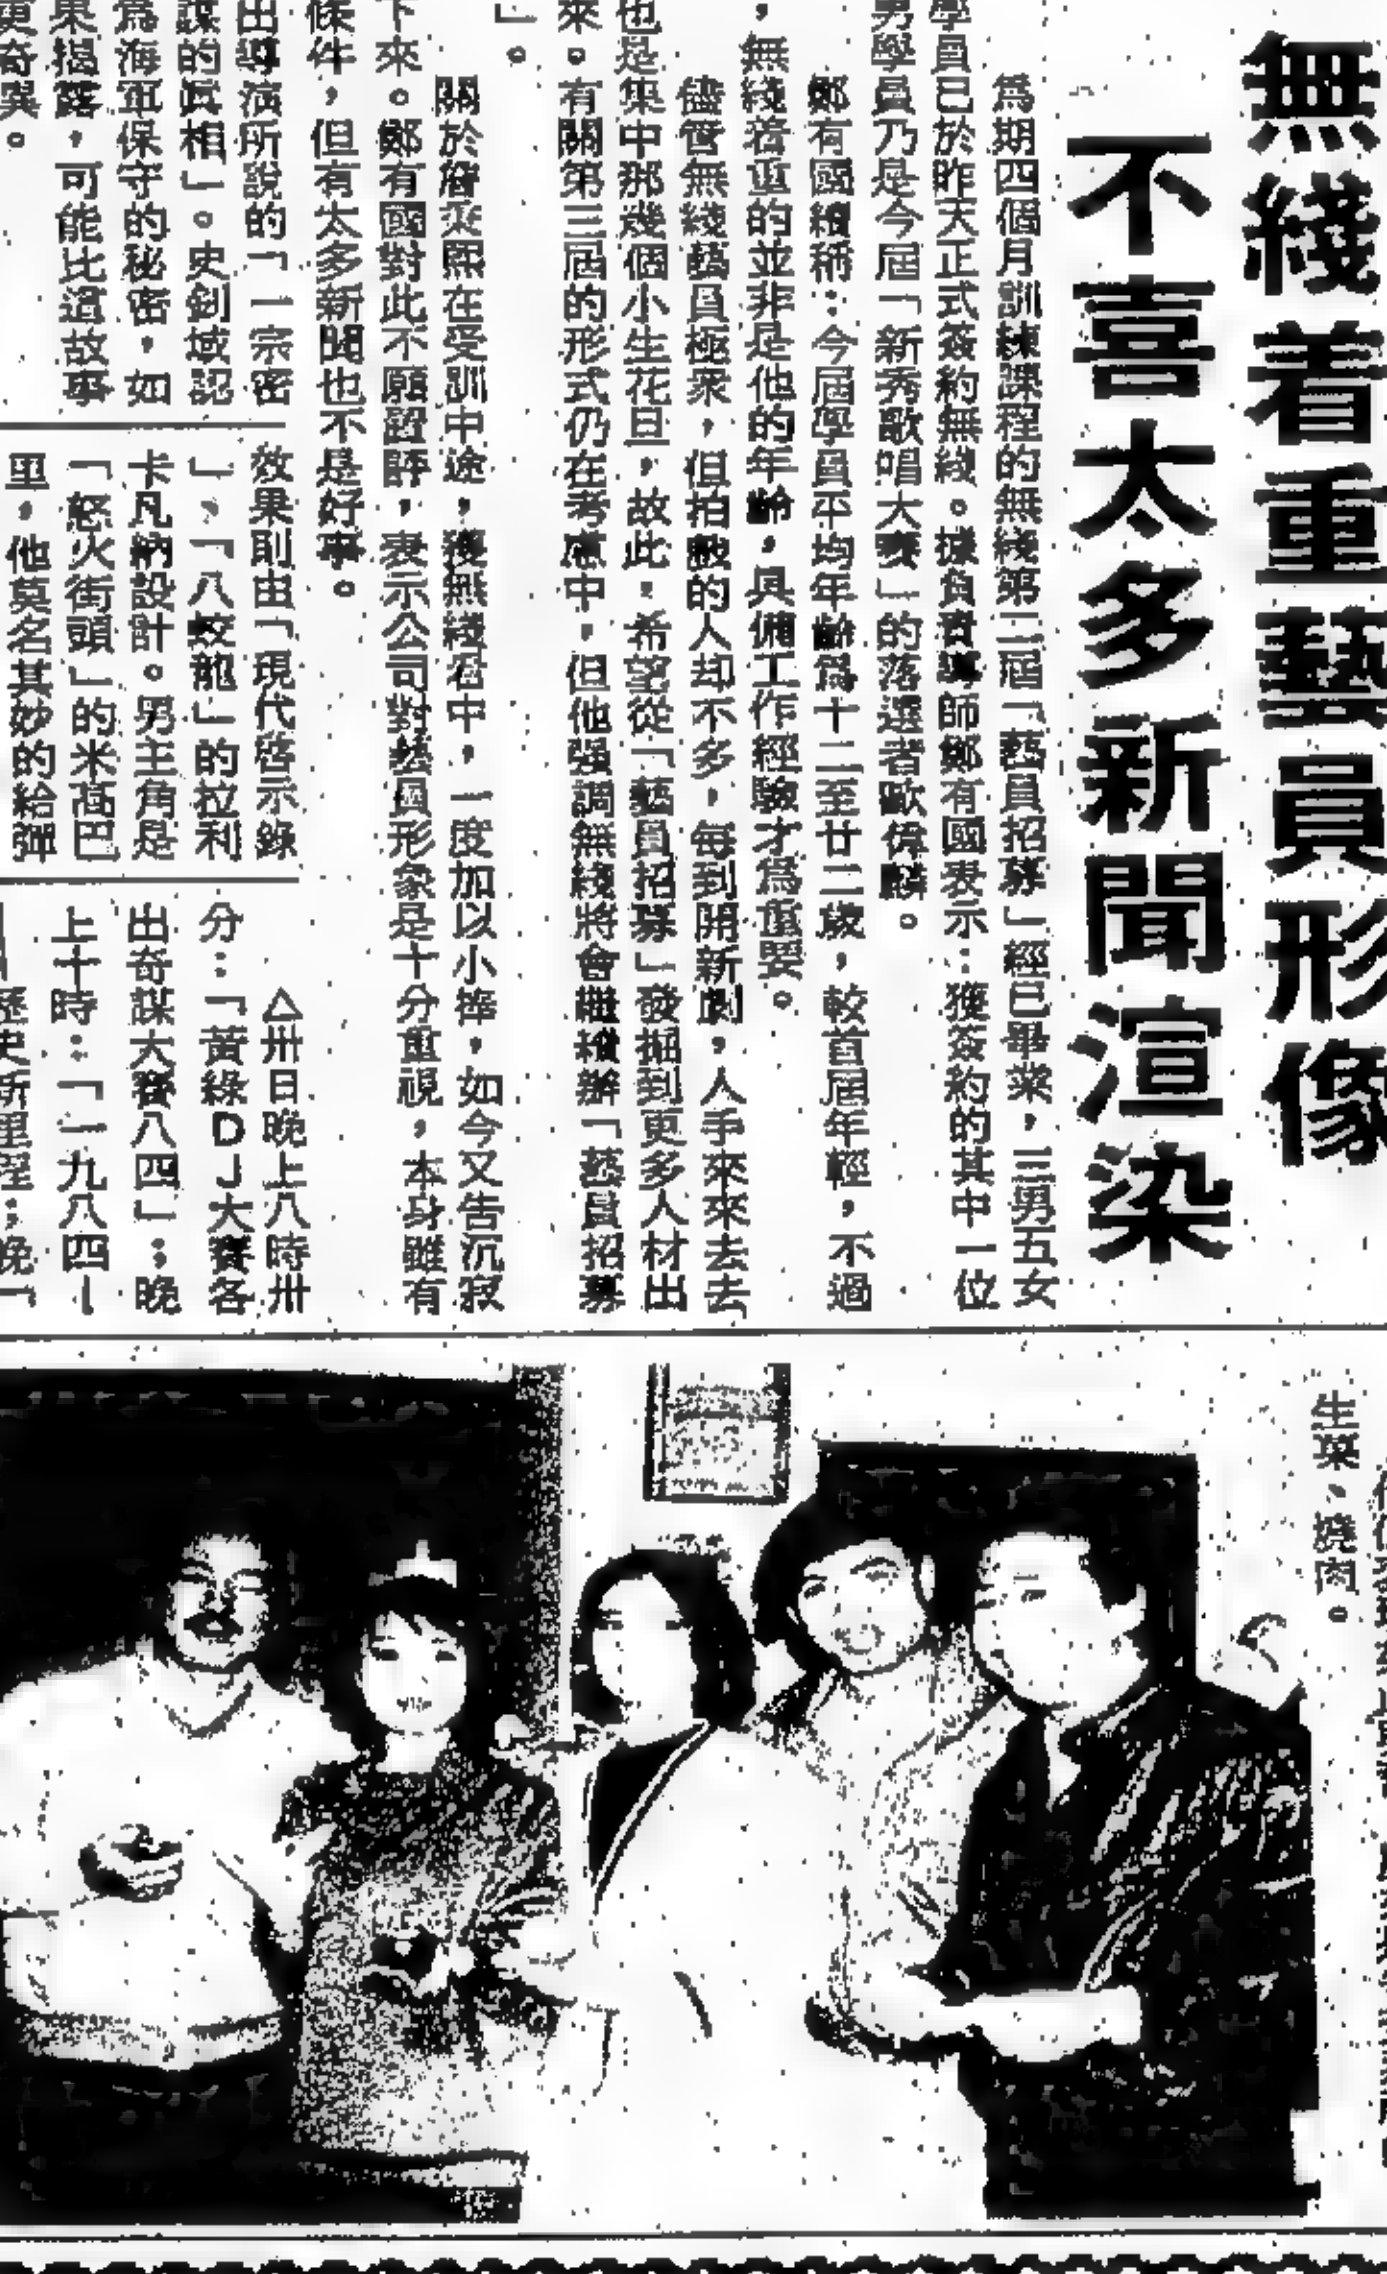 無綫着重藝員形像
不喜太多新聞渲染
為期四個月訓練課程的無綫第二屆「藝員招募」經已畢業，三男五女
學員已於昨天正式簽約無綫。據負責導師鄭有國表示：獲簽約的其中一位
男學員乃是今屆「新秀歌唱大賽」的落選者歐偉麟。
鄭有國續稱：今屆學員平均年齡為十二至廿二歲，較首屆年輕，不過
，無綫着重的並非是他的年齡，具備工作經驗才為重要。
儘管無綫藝員極衆，但拍戲的人却不多，每到開新劇，人手來來去去
也是集中那幾個小生花旦，故此，希望從「藝員招募」發掘到更多人材出
來。有關第三屆的形式仍在考慮中，但他强調無綫將會繼續辦「藝員招募
」。
關於 在受訓中途，獲無綫看中，一度加以小捧，如今又告沉寂
下來。鄭有國對此不願置評，表示公司對藝員形象是十分重視，本身雖有
條件，但有太多新聞也不是好事。
出導演所說的「一宗密
謀的眞相」。史劍域記
為海軍保守的秘密，如
果揭露，可能比這故事
更奇異。
效果則由「現代啓示錄
」、「八蛟龍」的拉利
卡凡納設計。男主角是
「怒火街頭」的米高巴
里，他莫名其妙的給彈
△卅日晚上八時卅
分：「黃綠DJ大賽各
出奇謀大賽八四」；晚
上十時：「一九八四—
歷史新里程；晚一
生菜，燒肉。